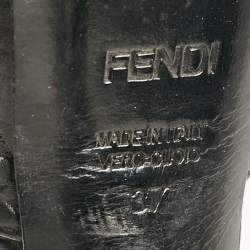 FENDI
MADE IN ITALY
VERO CUOIO
37